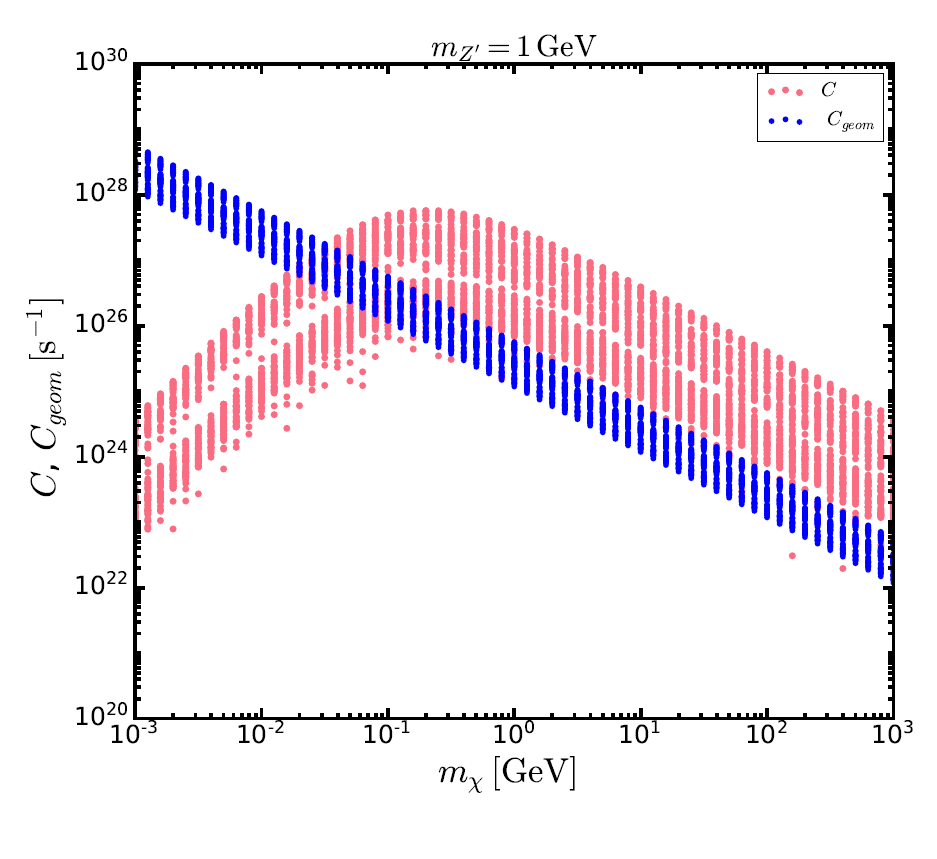 m_{Z'} = 1 GeV
10^{30}
C
C_{geom}
10^{28}
10^{26}
C, C_{geom} [s^{-1}]
10^{24}
10^{22}
10^{20}
10^{-3} 10^{-2} 10^{-1} 10^{0} 10^{1} 10^{2} 10^{3}
m_χ [GeV]